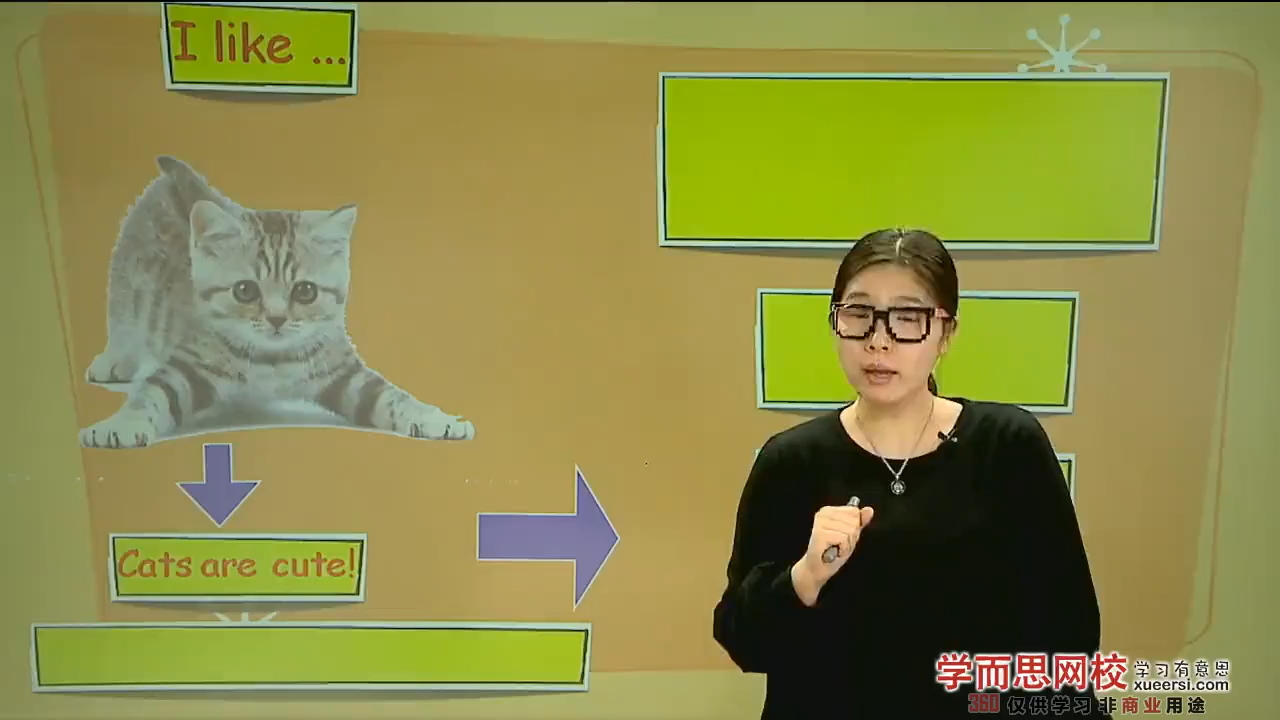 I like ...
Cats are cute!
学而思网校
学习有意思
xueersi.com
360 仅供学习非商业用途